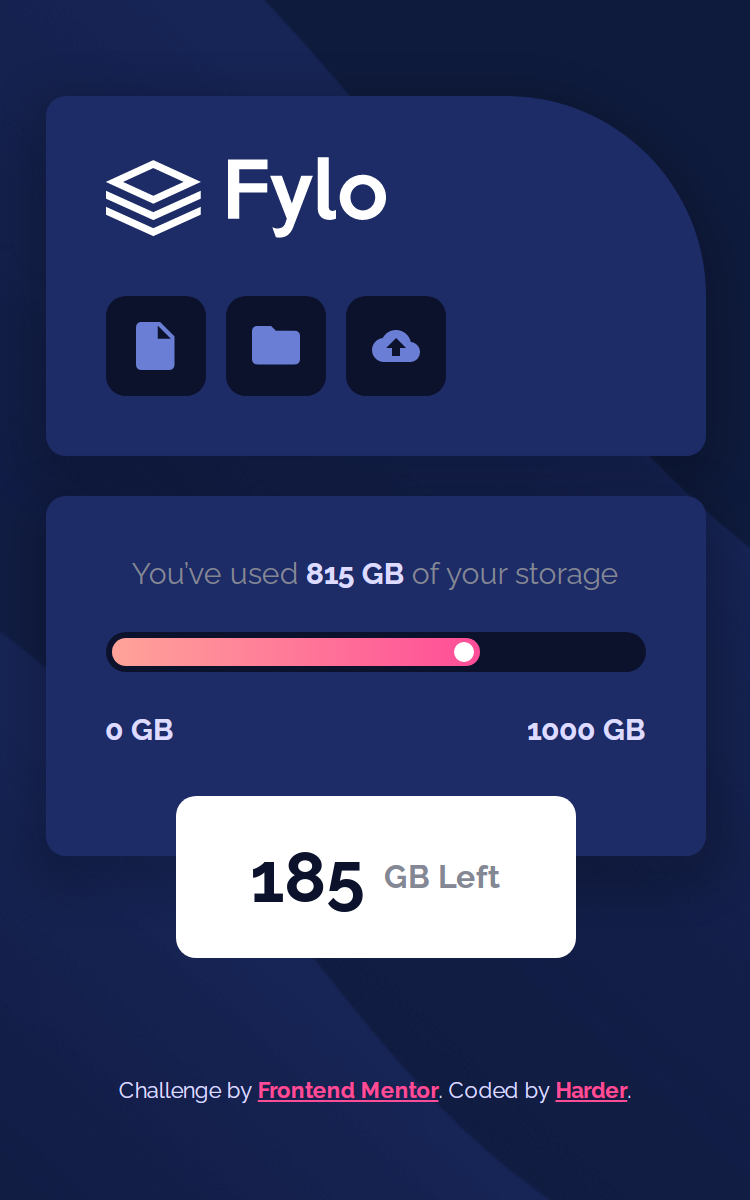 Fylo
You’ve used 815 GB of your storage
0 GB
1000 GB
185 GB Left
Challenge by Frontend Mentor. Coded by Harder.